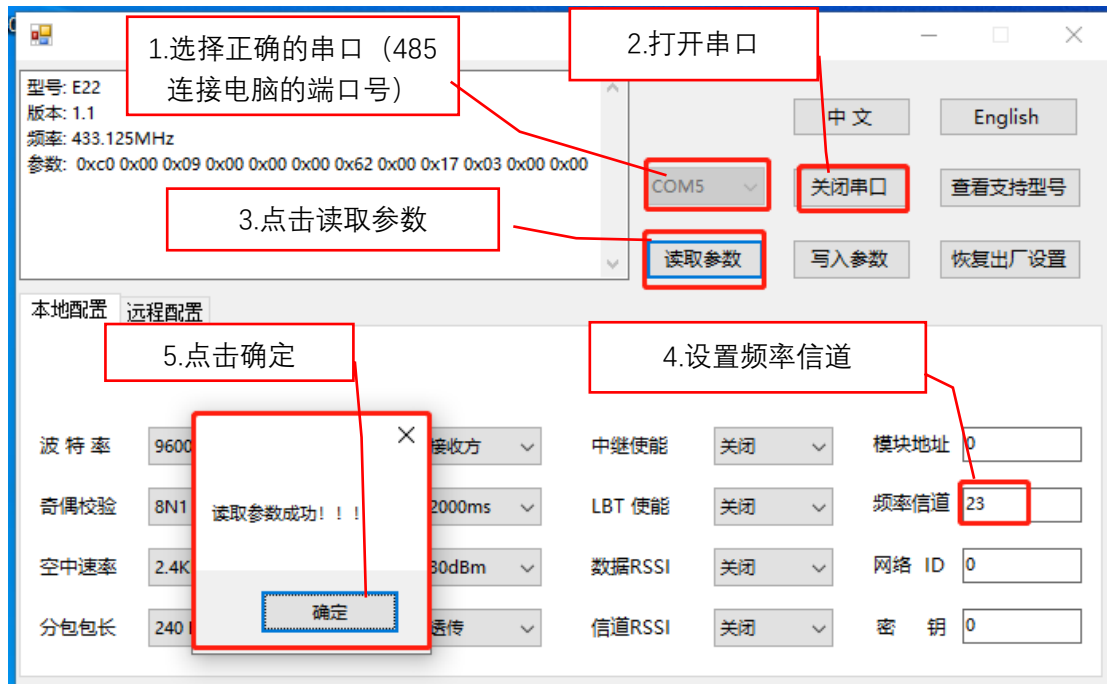 1.选择正确的串口（485
连接电脑的端口号）
2.打开串口
型号: E22
版本: 1.1
频率: 433.125MHz
参数: 0xc0 0x00 0x09 0x00 0x00 0x00 0x62 0x00 0x17 0x03 0x00 0x00
中文
English
COM5
关闭串口
查看支持型号
3.点击读取参数
读取参数
写入参数
恢复出厂设置
本地配置
远程配置
5.点击确定
4.设置频率信道
波特率
9600
接收方
中继使能
关闭
模块地址
0
奇偶校验
8N1
读取参数成功！！！
2000ms
LBT 使能
关闭
频率信道
23
空中速率
2.4K
30dBm
数据RSSI
关闭
网络 ID
0
确定
分包包长
240
透传
信道RSSI
关闭
密钥
0